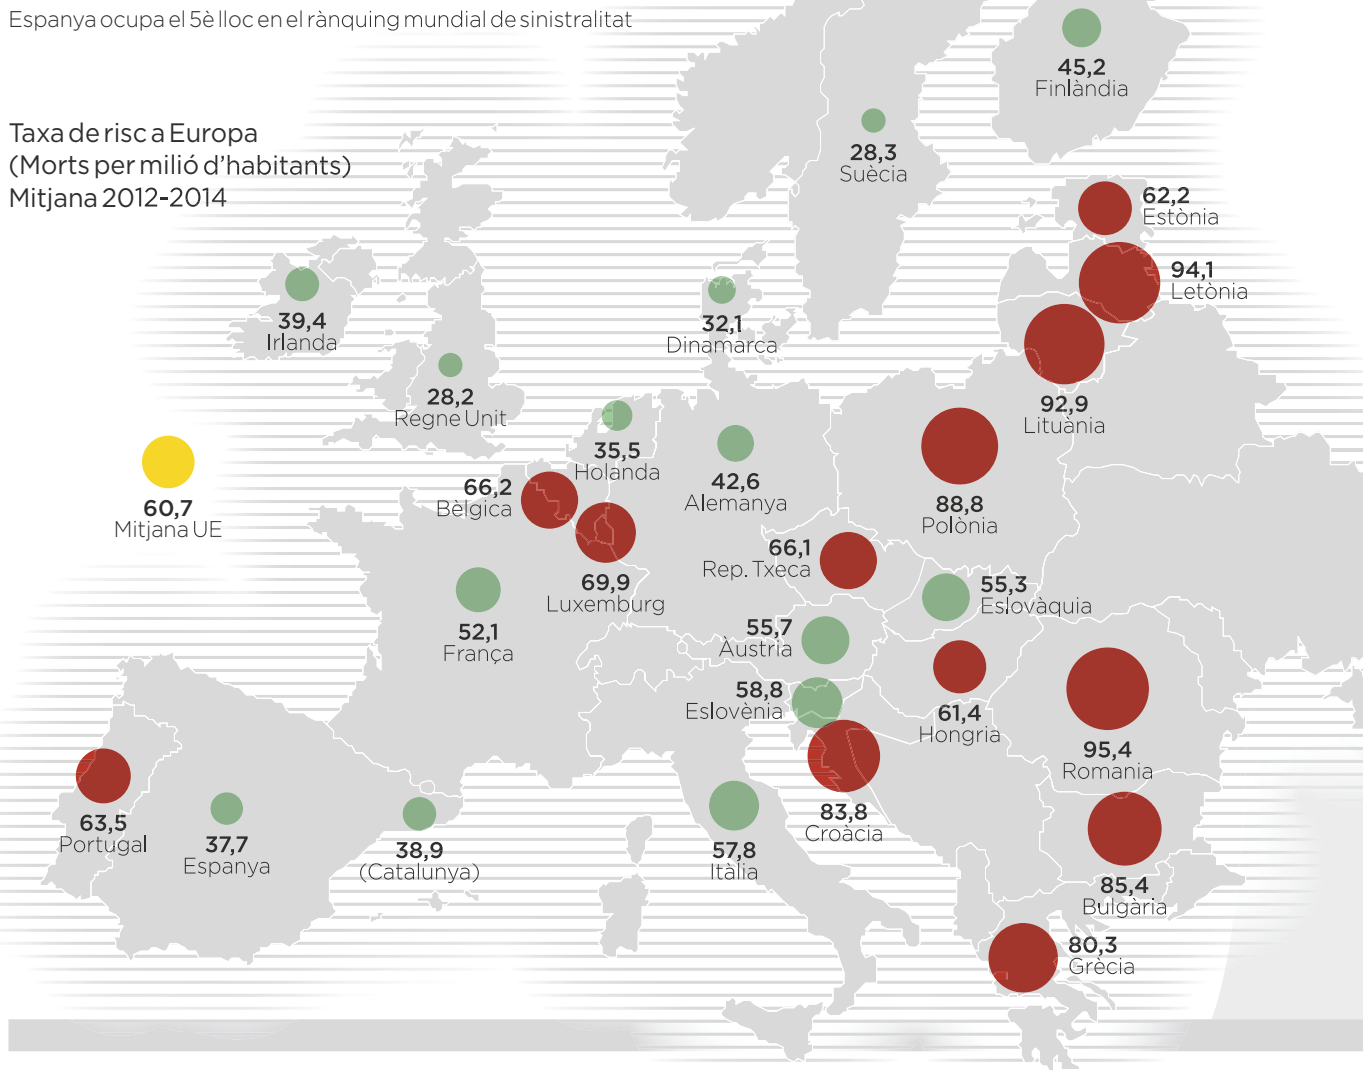 Espanya ocupa el 5è lloc en el rànquing mundial de sinistralitat
Taxa de risc a Europa
(Morts per milió d'habitants)
Mitjana 2012-2014
45,2
Finlàndia
28,3
Suècia
62,2
Estònia
94,1
Letònia
39,4
Irlanda
32,1
Dinamarca
28,2
Regne Unit
92,9
Lituània
35,5
Holanda
42,6
Alemanya
66,2
Bèlgica
88,8
Polònia
60,7
Mitjana UE
69,9
Luxemburg
66,1
Rep. Txeca
55,3
Eslovàquia
52,1
França
55,7
Àustria
58,8
Eslovènia
61,4
Hongria
95,4
Romania
63,5
Portugal
37,7
Espanya
38,9
(Catalunya)
57,8
Itàlia
83,8
Croàcia
85,4
Bulgària
80,3
Grècia